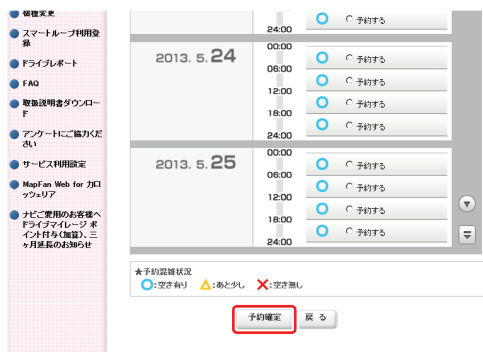 機種変更
スマートループ利用登
録
ドライブレポート
FAQ
取扱説明書ダウンロー
ド
アンケートにご協力くだ
さい
サービス利用設定
MapFan Web for カロ
ッツェリア
ナビご愛用のお客様へ
ドライブマイレージ ポ
イント付与(加算)、三
ヶ月延長のお知らせ
予約する
24:00
2013. 5. 24
00:00
予約する
06:00
予約する
12:00
予約する
18:00
予約する
24:00
2013. 5. 25
00:00
予約する
06:00
予約する
12:00
予約する
18:00
予約する
24:00
★予約混雑状況
○:空き有り △:あと少し ×:空き無し
予約確定 戻る